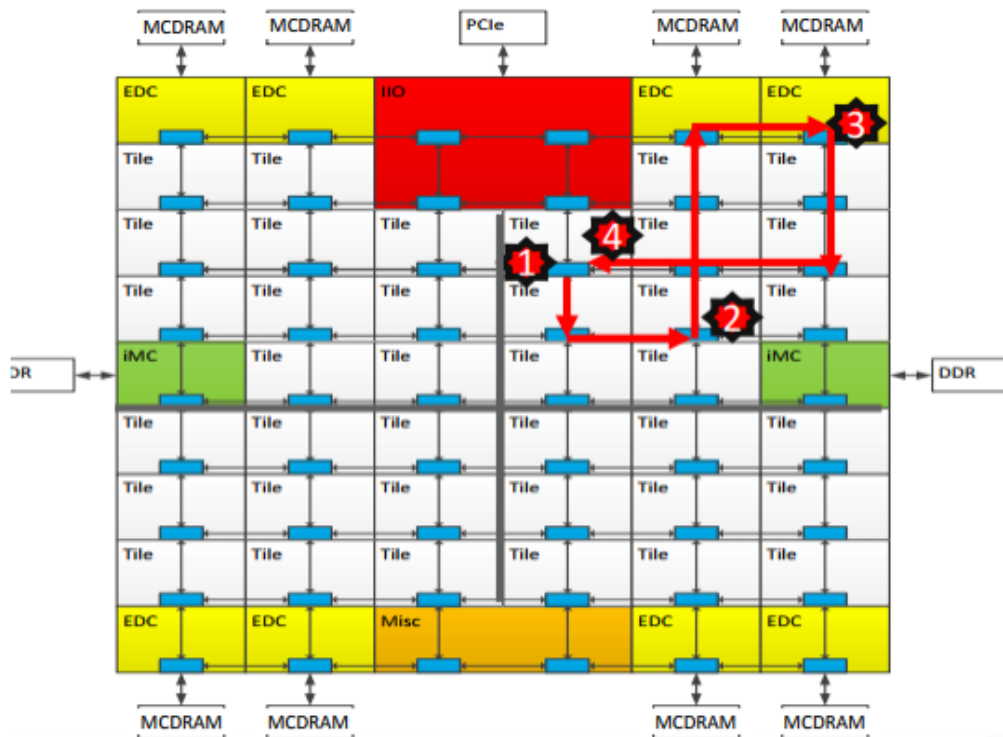 MCDRAM MCDRAM PCIe MCDRAM MCDRAM
EDC EDC IIO EDC EDC
3
Tile Tile Tile Tile
Tile Tile Tile Tile Tile Tile
1 4
Tile Tile Tile Tile Tile Tile
2
iMC Tile Tile Tile Tile iMC
DR DDR
Tile Tile Tile Tile Tile Tile
Tile Tile Tile Tile Tile Tile
Tile Tile Tile Tile Tile Tile
EDC EDC Misc EDC EDC
MCDRAM MCDRAM MCDRAM MCDRAM